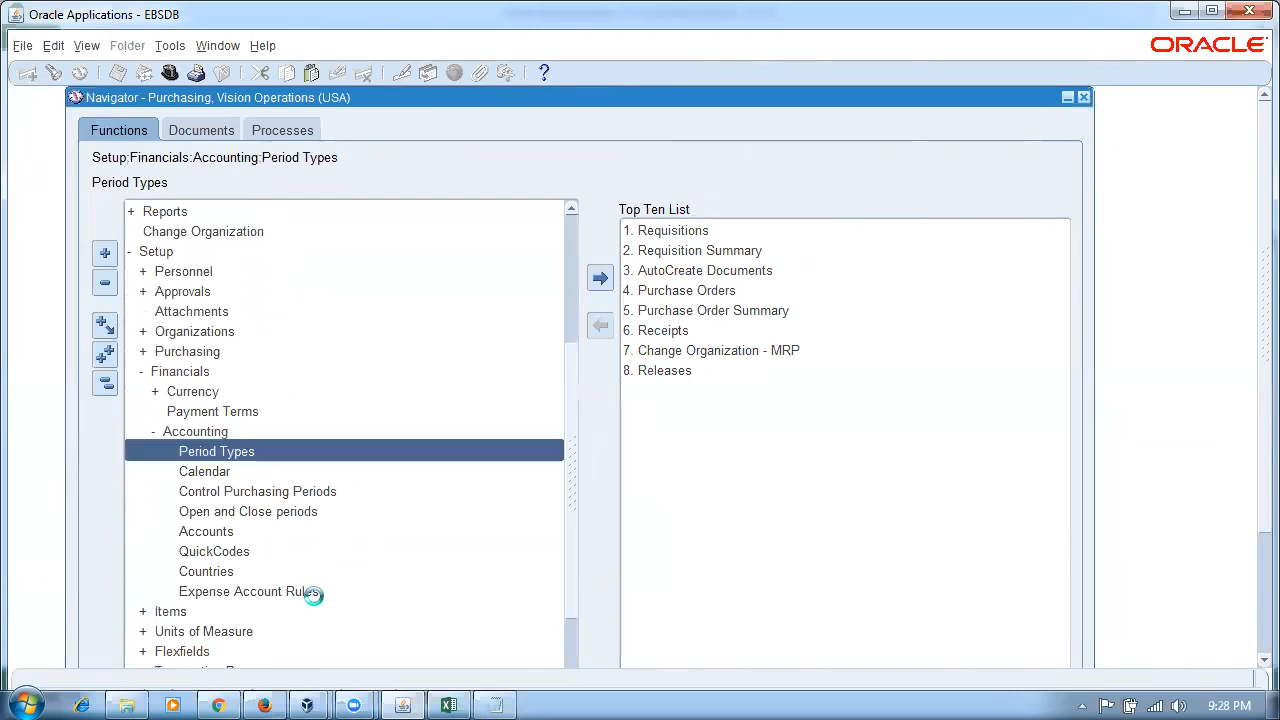 Oracle Applications - EBSDB
File Edit View Folder Tools Window Help
ORACLE
Navigator - Purchasing, Vision Operations (USA)
Functions Documents Processes
Setup:Financials:Accounting:Period Types
Period Types
+ Reports
Change Organization
- Setup
+ Personnel
+ Approvals
Attachments
+ Organizations
+ Purchasing
- Financials
+ Currency
Payment Terms
- Accounting
Period Types
Calendar
Control Purchasing Periods
Open and Close periods
Accounts
QuickCodes
Countries
Expense Account Rules
+ Items
+ Units of Measure
+ Flexfields
Top Ten List
1. Requisitions
2. Requisition Summary
3. AutoCreate Documents
4. Purchase Orders
5. Purchase Order Summary
6. Receipts
7. Change Organization - MRP
8. Releases
9:28 PM